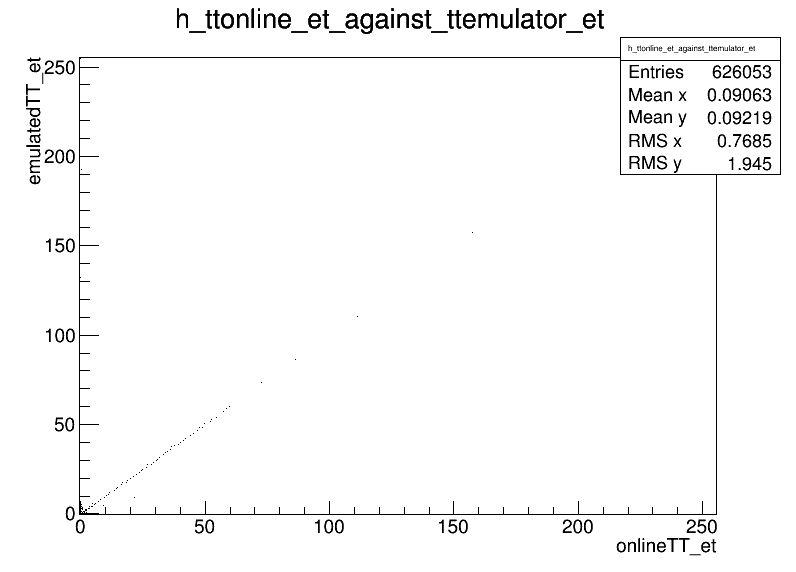 h_ttonline_et_against_ttemulator_et
h_ttonline_et_against_ttemulator_et
Entries 626053
Mean x 0.09063
Mean y 0.09219
RMS x 0.7685
RMS y 1.945
emulatedTT_et
250
200
150
100
50
0
0 50 100 150 200 250
onlineTT_et